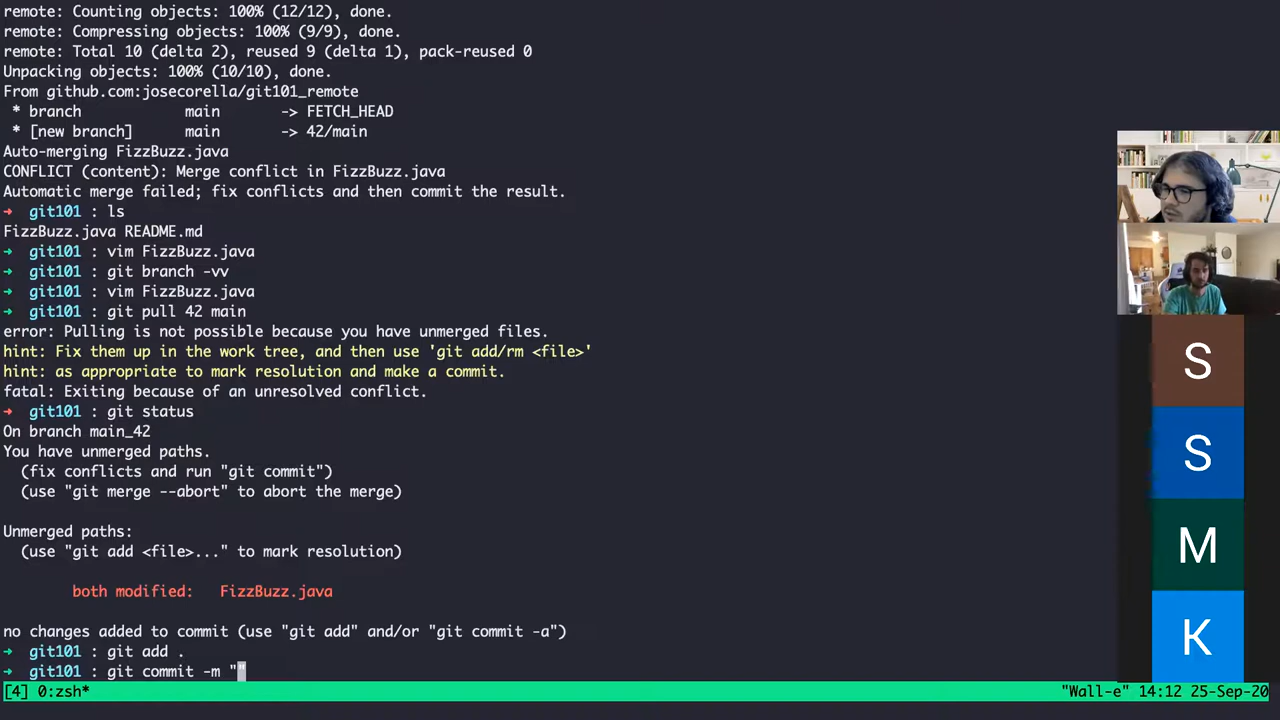 remote: Counting objects: 100% (12/12), done.
remote: Compressing objects: 100% (9/9), done.
remote: Total 10 (delta 2), reused 9 (delta 1), pack-reused 0
Unpacking objects: 100% (10/10), done.
From github.com:josecorella/git101_remote
 * branch            main       -> FETCH_HEAD
 * [new branch]      main       -> 42/main
Auto-merging FizzBuzz.java
CONFLICT (content): Merge conflict in FizzBuzz.java
Automatic merge failed; fix conflicts and then commit the result.
➜  git101 : ls
FizzBuzz.java README.md
➜  git101 : vim FizzBuzz.java
➜  git101 : git branch -vv
➜  git101 : vim FizzBuzz.java
➜  git101 : git pull 42 main
error: Pulling is not possible because you have unmerged files.
hint: Fix them up in the work tree, and then use 'git add/rm <file>'
hint: as appropriate to mark resolution and make a commit.
fatal: Exiting because of an unresolved conflict.
➜  git101 : git status
On branch main_42
You have unmerged paths.
  (fix conflicts and run "git commit")
  (use "git merge --abort" to abort the merge)
Unmerged paths:
  (use "git add <file>..." to mark resolution)
        both modified:   FizzBuzz.java
no changes added to commit (use "git add" and/or "git commit -a")
➜  git101 : git add .
➜  git101 : git commit -m ""
[4] 0:zsh* "Wall-e" 14:12 25-Sep-20
S
S
M
K